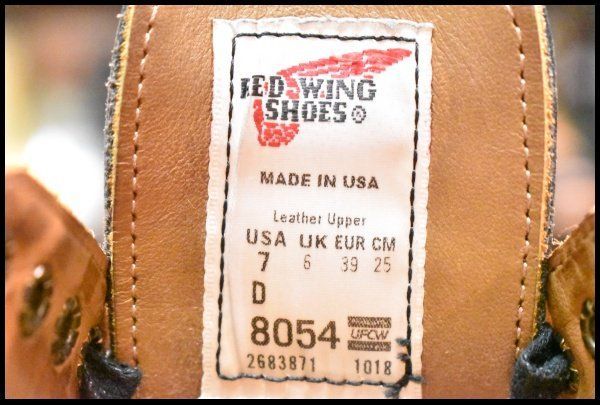 RED WING
SHOES®
MADE IN USA
Leather Upper
USA UK EUR CM
7 6 39 25
D
8054 UFCW
2683871 1018